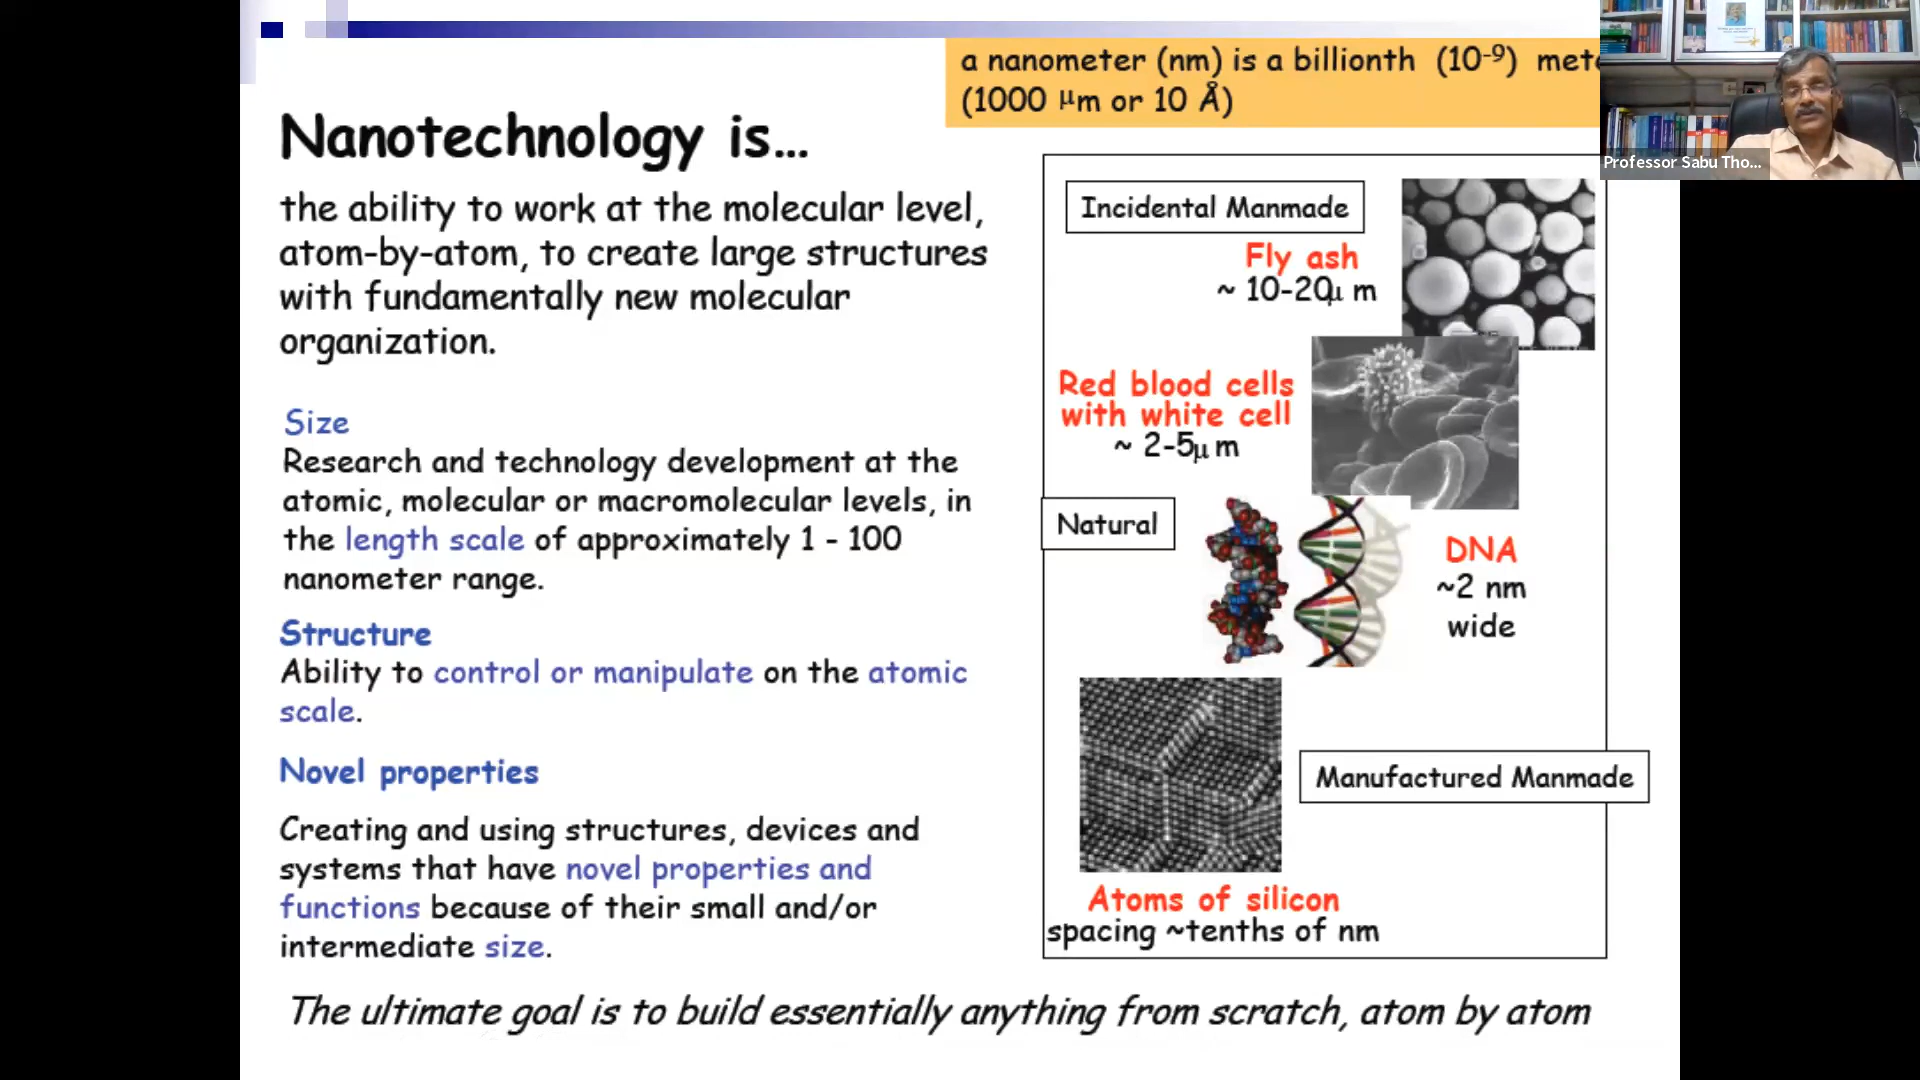 a nanometer (nm) is a billionth (10⁻⁹) mete
(1000 μm or 10 Å)
Professor Sabu Tho...
Nanotechnology is...
the ability to work at the molecular level,
atom-by-atom, to create large structures
with fundamentally new molecular
organization.
Size
Research and technology development at the
atomic, molecular or macromolecular levels, in
the length scale of approximately 1 - 100
nanometer range.
Structure
Ability to control or manipulate on the atomic
scale.
Novel properties
Creating and using structures, devices and
systems that have novel properties and
functions because of their small and/or
intermediate size.
Incidental Manmade
Fly ash
~ 10-20μ m
Red blood cells
with white cell
~ 2-5μ m
Natural
DNA
~2 nm
wide
Manufactured Manmade
Atoms of silicon
spacing ~tenths of nm
The ultimate goal is to build essentially anything from scratch, atom by atom